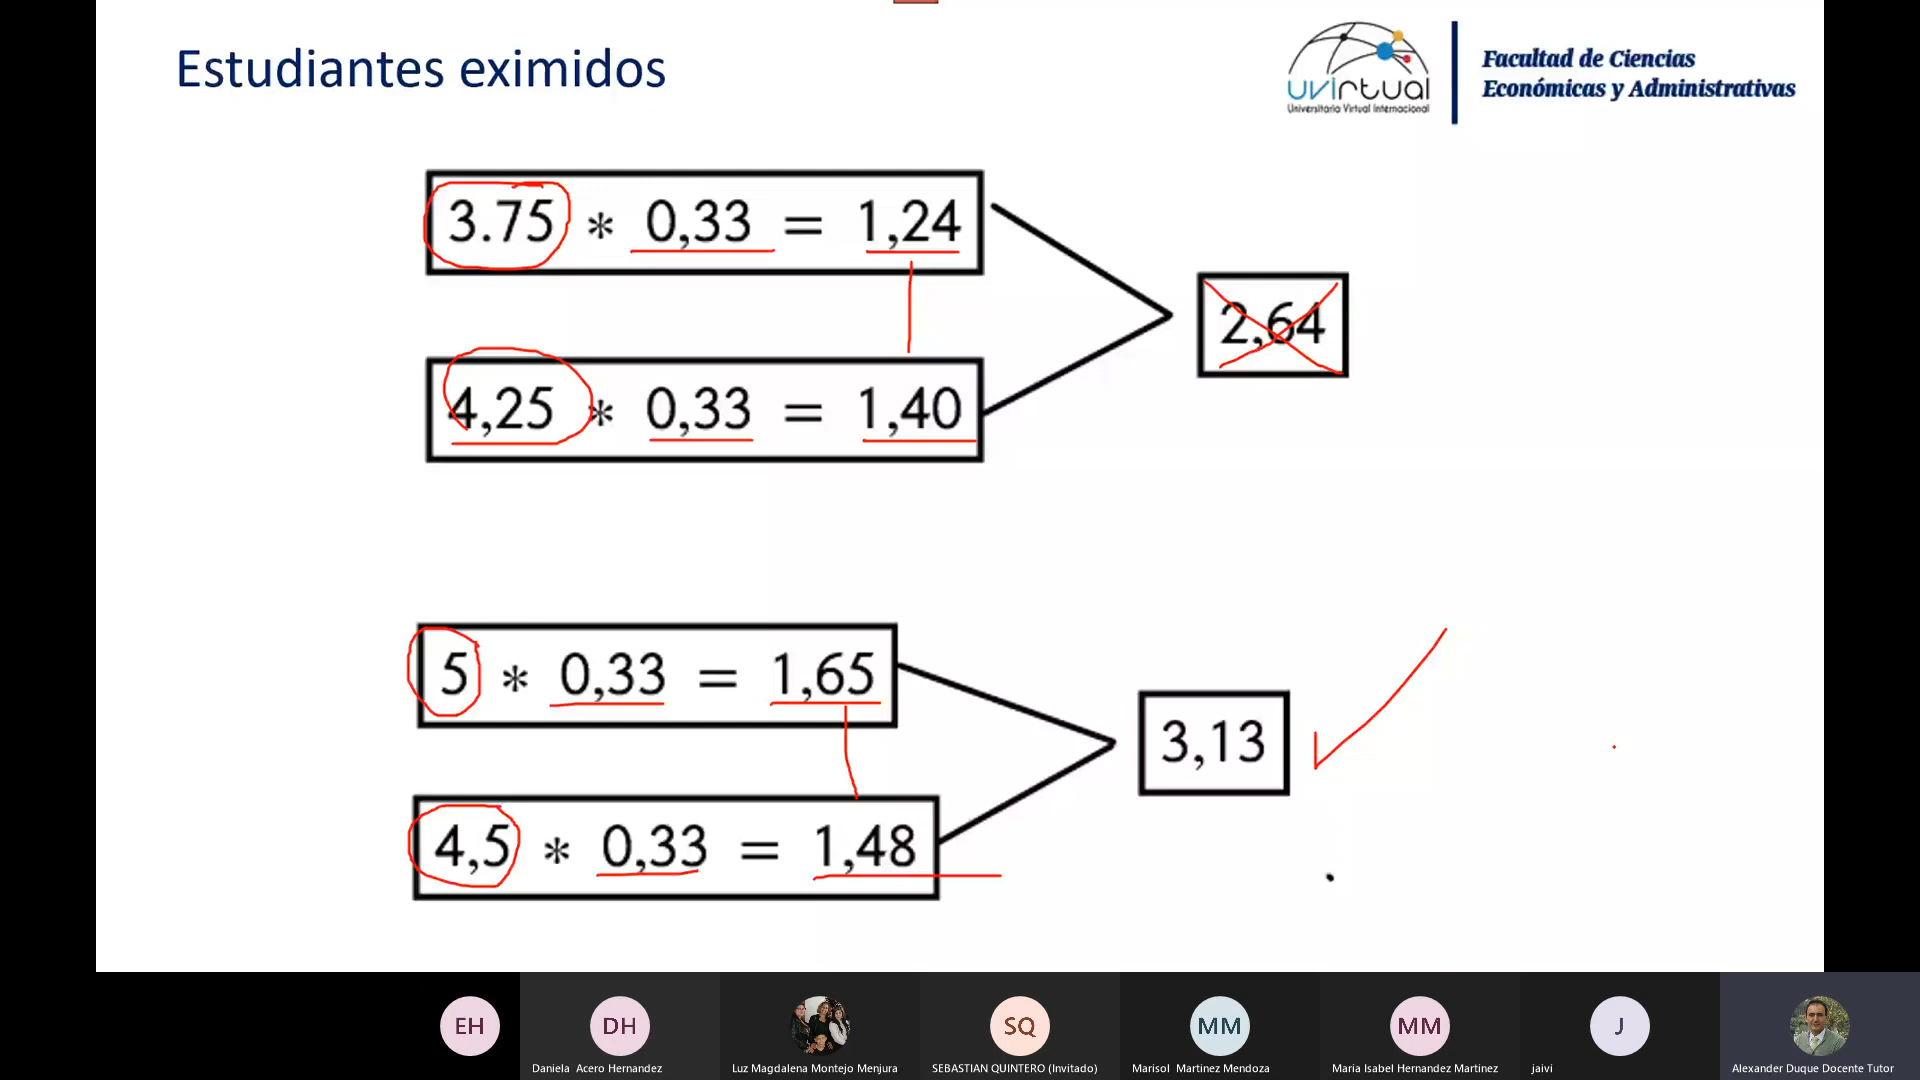 Estudiantes eximidos
uvirtual
Universitaria Virtual Internacional
Facultad de Ciencias
Económicas y Administrativas
3.75 * 0,33 = 1,24
2,64
4,25 * 0,33 = 1,40
5 * 0,33 = 1,65
3,13
4,5 * 0,33 = 1,48
EH
DH
SQ
MM
MM
J
Daniela Acero Hernandez
Luz Magdalena Montejo Menjura
SEBASTIAN QUINTERO (Invitado)
Marisol Martinez Mendoza
Maria Isabel Hernandez Martinez
jaivi
Alexander Duque Docente Tutor